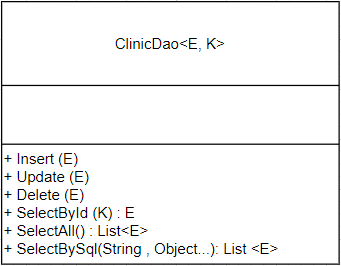 ClinicDao<E, K>
+ Insert (E)
+ Update (E)
+ Delete (E)
+ SelectById (K) : E
+ SelectAll() : List<E>
+ SelectBySql(String , Object...): List <E>